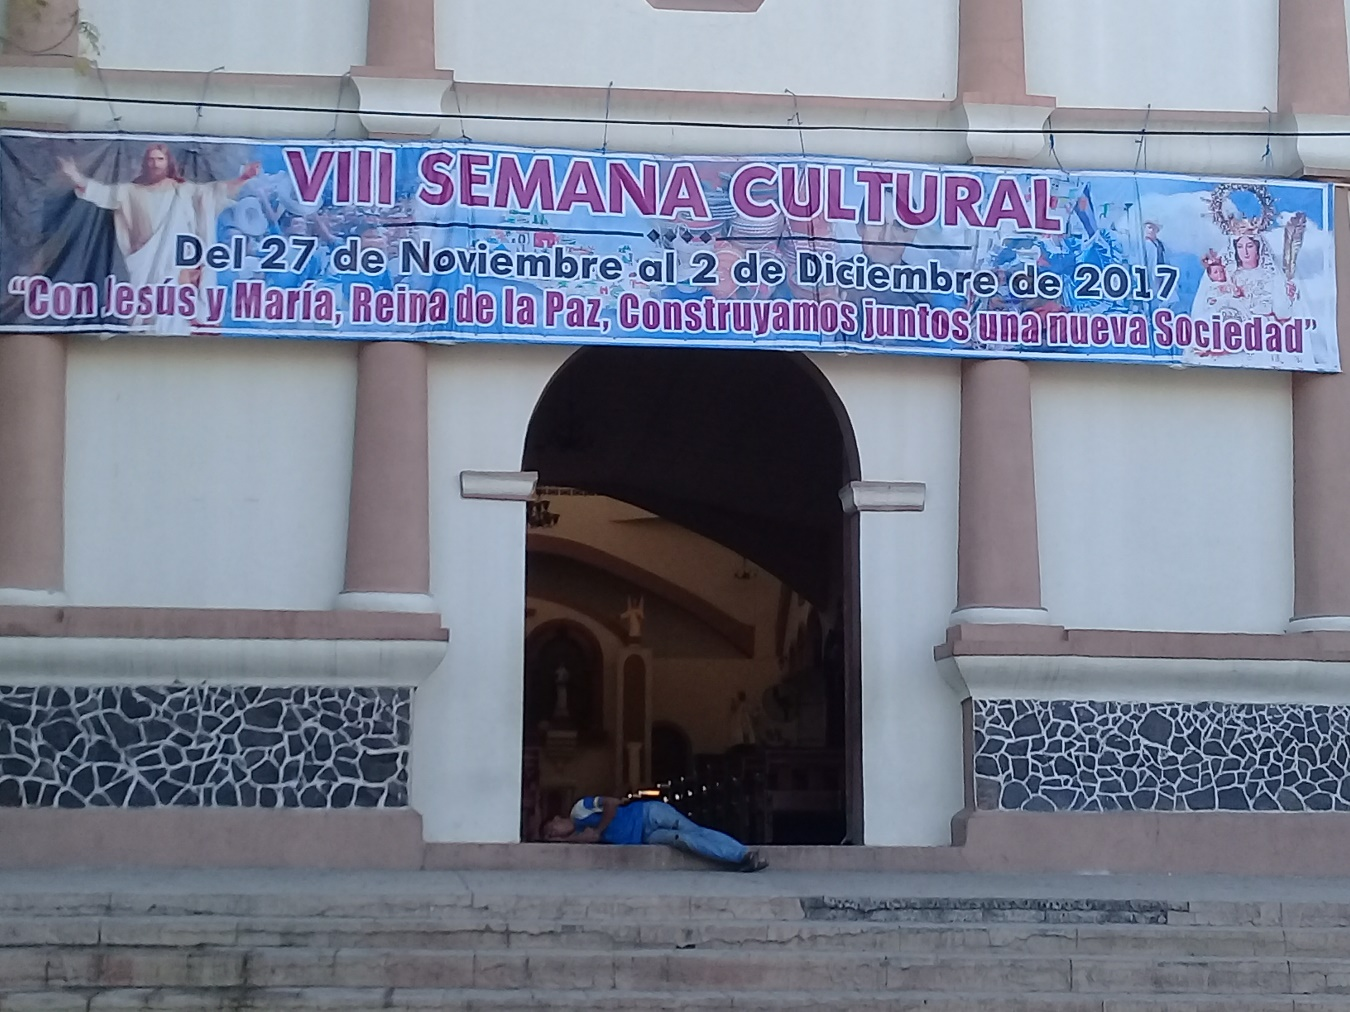 VIII SEMANA CULTURAL
Del 27 de Noviembre al 2 de Diciembre de 2017
“Con Jesús y María, Reina de la Paz, Construyamos juntos una nueva Sociedad”